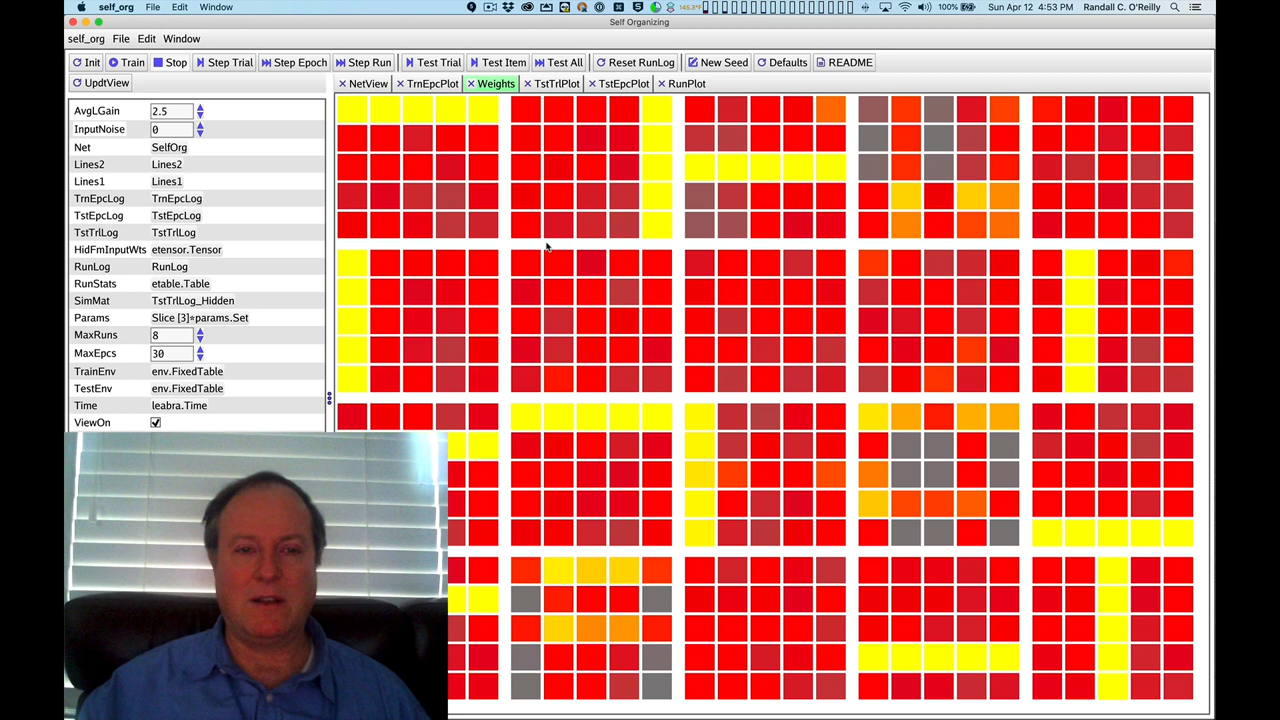 self_org File Edit Window 145.3°F 100% Sun Apr 12 4:53 PM Randall C. O'Reilly
Self Organizing
self_org File Edit Window
Init Train Stop Step Trial Step Epoch Step Run Test Trial Test Item Test All Reset RunLog New Seed Defaults README
UpdtView NetView TrnEpcPlot Weights TstTrlPlot TstEpcPlot RunPlot
AvgLGain 2.5
InputNoise 0
Net SelfOrg
Lines2 Lines2
Lines1 Lines1
TrnEpcLog TrnEpcLog
TstEpcLog TstEpcLog
TstTrlLog TstTrlLog
HidFmInputWts etensor.Tensor
RunLog RunLog
RunStats etable.Table
SimMat TstTrlLog_Hidden
Params Slice [3]*params.Set
MaxRuns 8
MaxEpcs 30
TrainEnv env.FixedTable
TestEnv env.FixedTable
Time leabra.Time
ViewOn